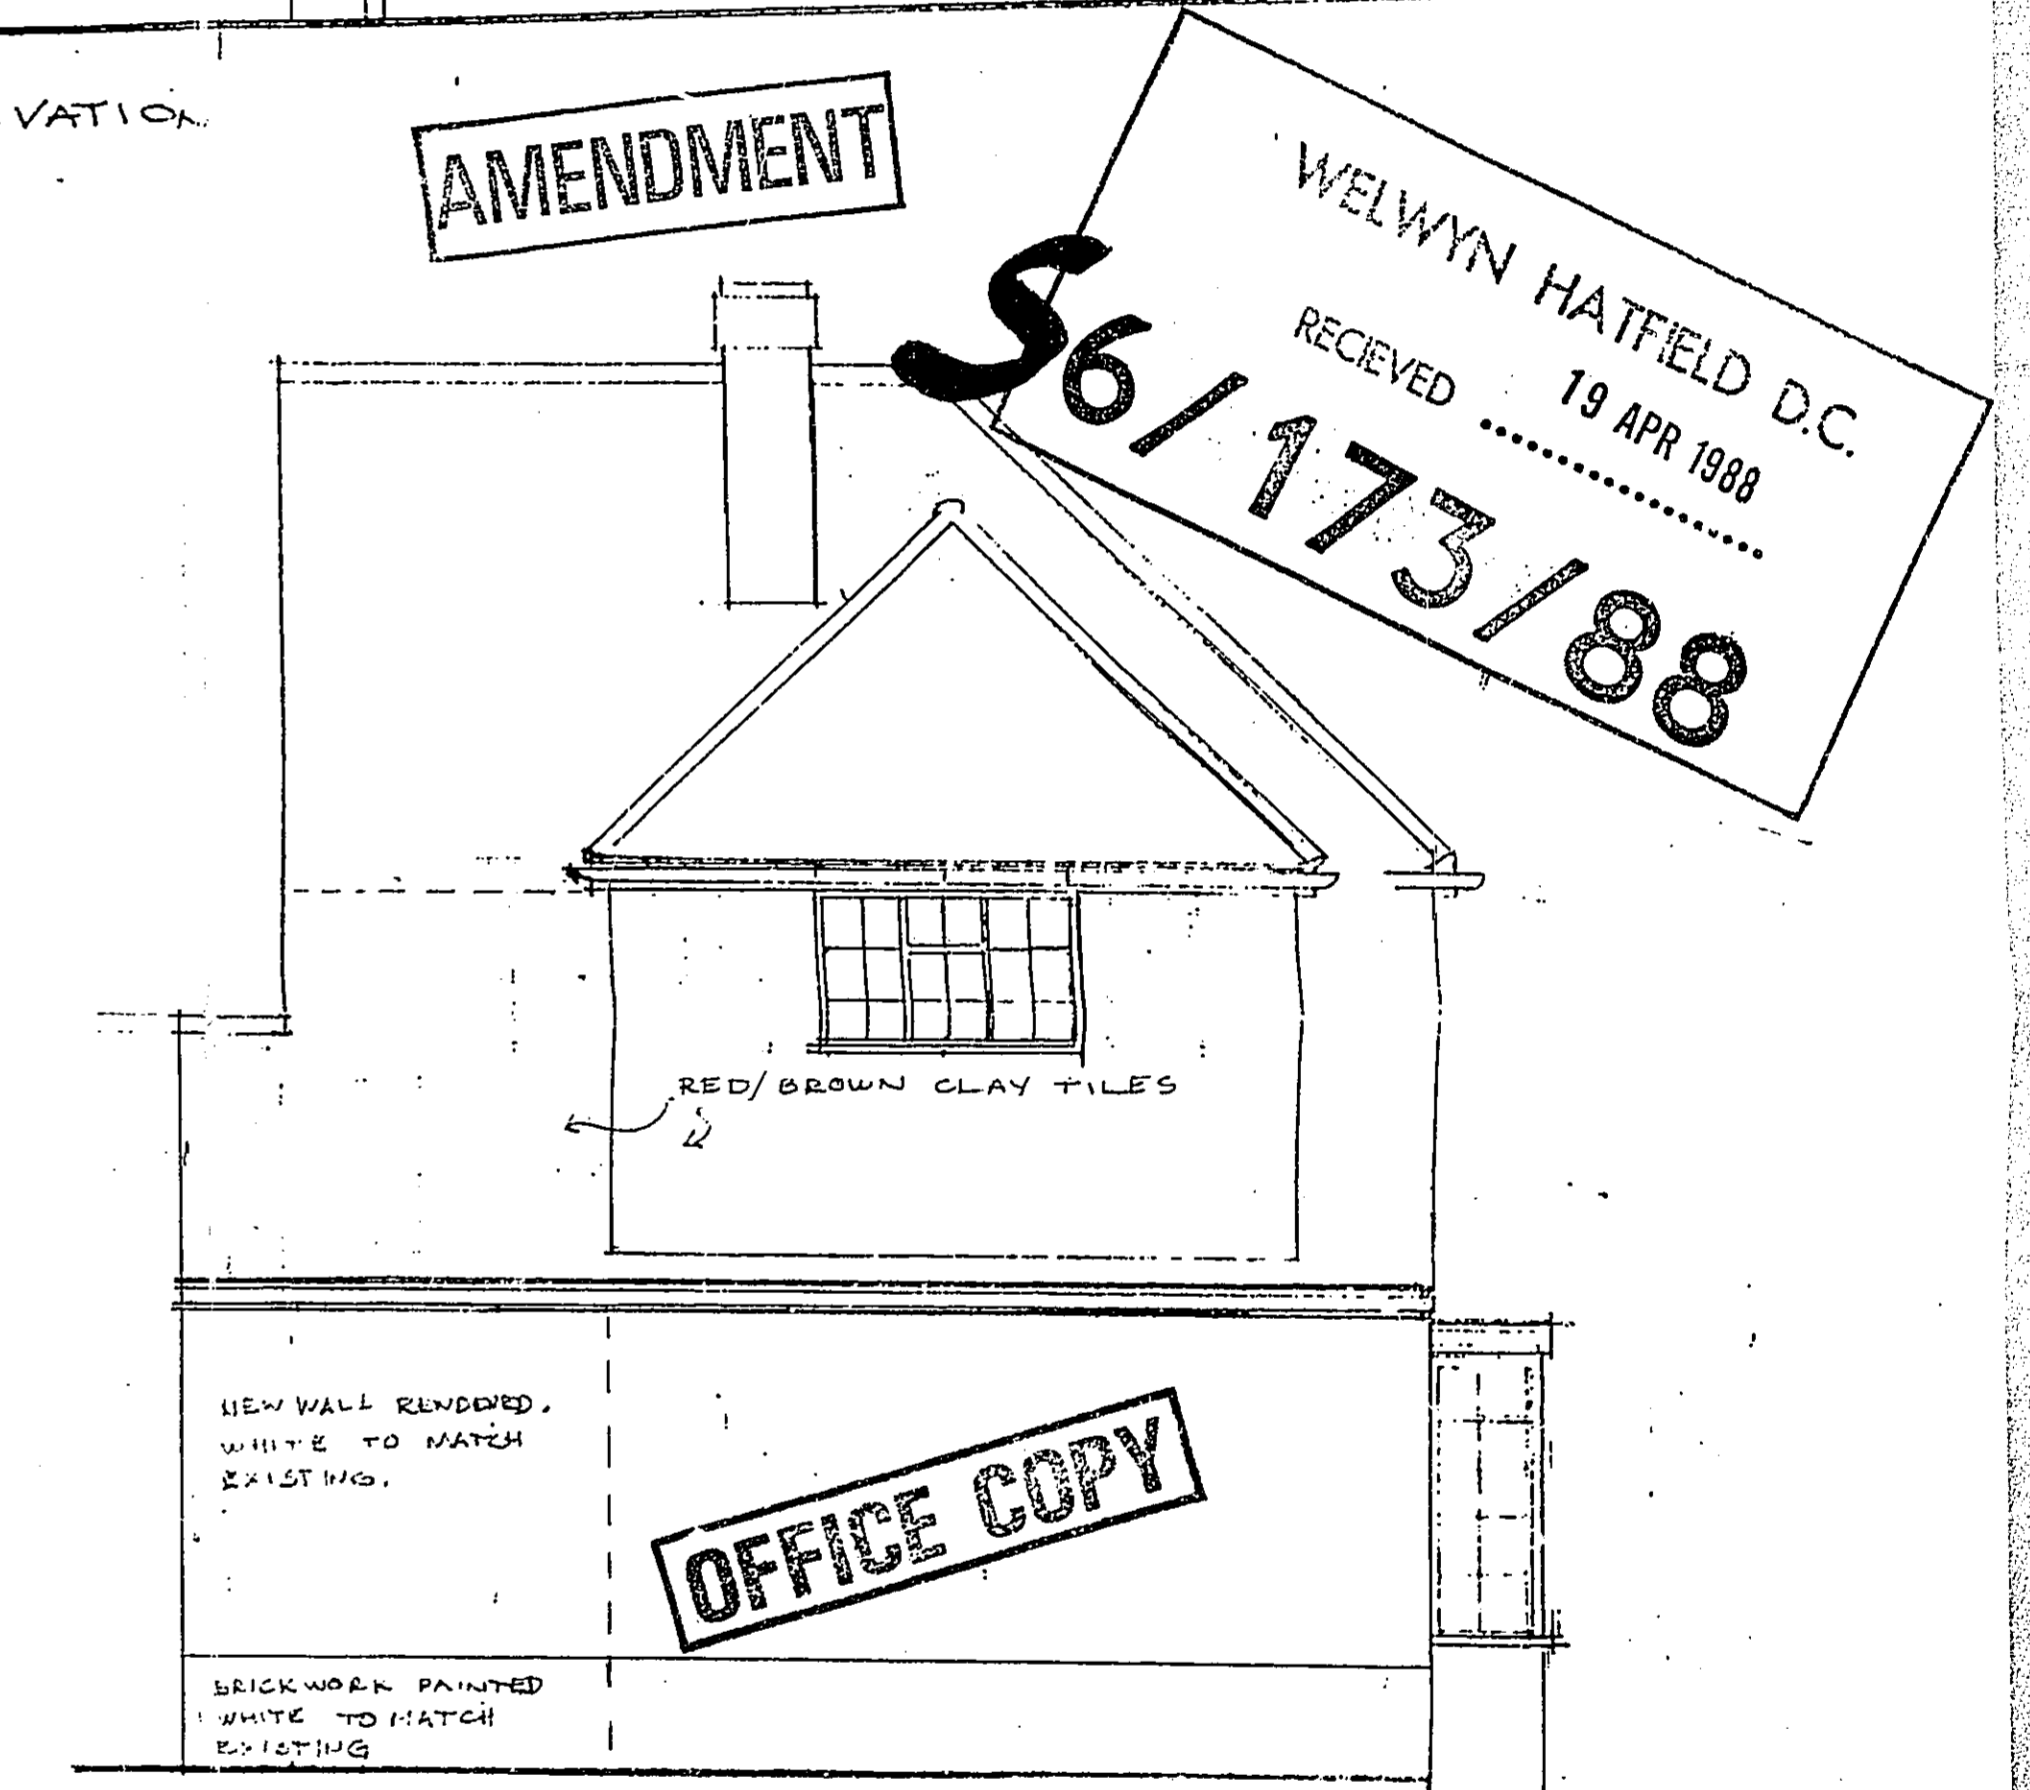 VATION
AMENDMENT
WELWYN HATFIELD D.C.
RECIEVED
19 APR 1988
S6/173/88
RED/BROWN CLAY TILES
NEW WALL RENDERED.
WHITE TO MATCH
EXISTING.
OFFICE COPY
BRICKWORK PAINTED
WHITE TO MATCH
EXISTING